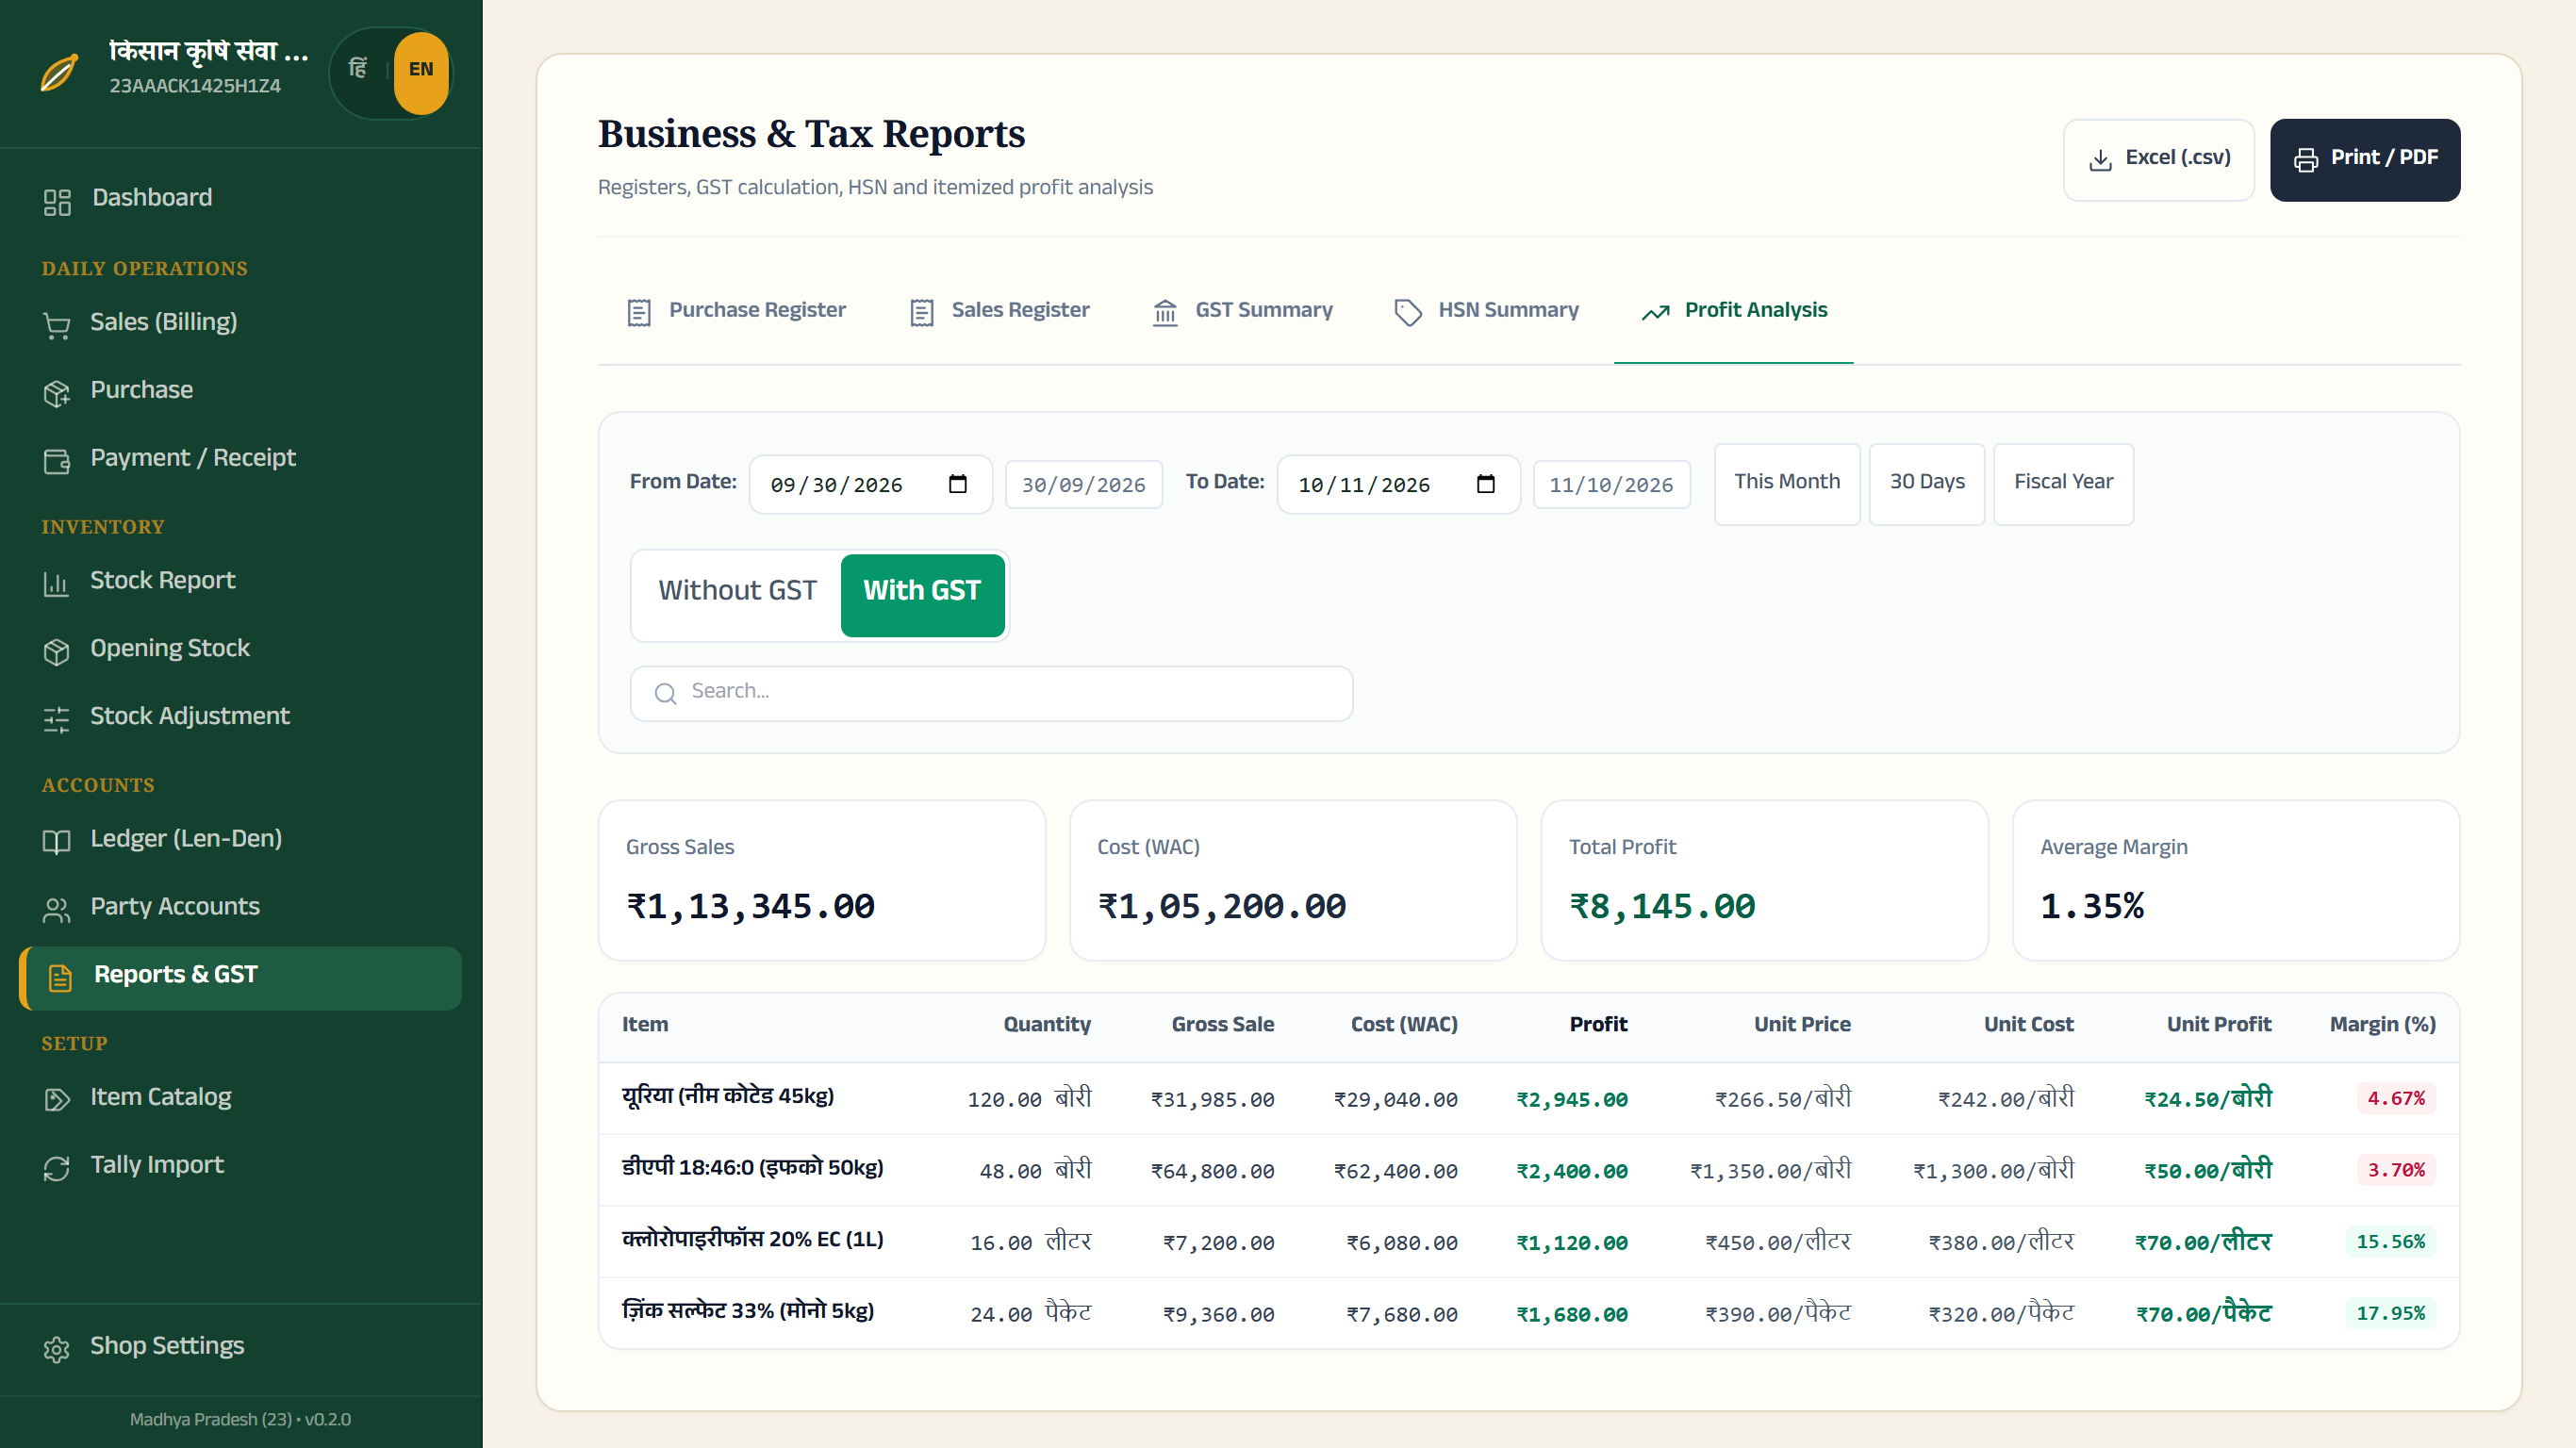 किसान कृषि सेवा ...
23AAACK1425H1Z4
हिं | EN
Dashboard
DAILY OPERATIONS
Sales (Billing)
Purchase
Payment / Receipt
INVENTORY
Stock Report
Opening Stock
Stock Adjustment
ACCOUNTS
Ledger (Len-Den)
Party Accounts
Reports & GST
SETUP
Item Catalog
Tally Import
Shop Settings
Madhya Pradesh (23) • v0.2.0
Business & Tax Reports
Registers, GST calculation, HSN and itemized profit analysis
Excel (.csv)
Print / PDF
Purchase Register
Sales Register
GST Summary
HSN Summary
Profit Analysis
From Date: 09/30/2026 30/09/2026 To Date: 10/11/2026 11/10/2026 This Month 30 Days Fiscal Year
Without GST With GST
Search...
Gross Sales
₹1,13,345.00
Cost (WAC)
₹1,05,200.00
Total Profit
₹8,145.00
Average Margin
1.35%
Item Quantity Gross Sale Cost (WAC) Profit Unit Price Unit Cost Unit Profit Margin (%)
यूरिया (नीम कोटेड 45kg) 120.00 बोरी ₹31,985.00 ₹29,040.00 ₹2,945.00 ₹266.50/बोरी ₹242.00/बोरी ₹24.50/बोरी 4.67%
डीएपी 18:46:0 (इफको 50kg) 48.00 बोरी ₹64,800.00 ₹62,400.00 ₹2,400.00 ₹1,350.00/बोरी ₹1,300.00/बोरी ₹50.00/बोरी 3.70%
क्लोरोपाइरीफॉस 20% EC (1L) 16.00 लीटर ₹7,200.00 ₹6,080.00 ₹1,120.00 ₹450.00/लीटर ₹380.00/लीटर ₹70.00/लीटर 15.56%
ज़िंक सल्फेट 33% (मोनो 5kg) 24.00 पैकेट ₹9,360.00 ₹7,680.00 ₹1,680.00 ₹390.00/पैकेट ₹320.00/पैकेट ₹70.00/पैकेट 17.95%